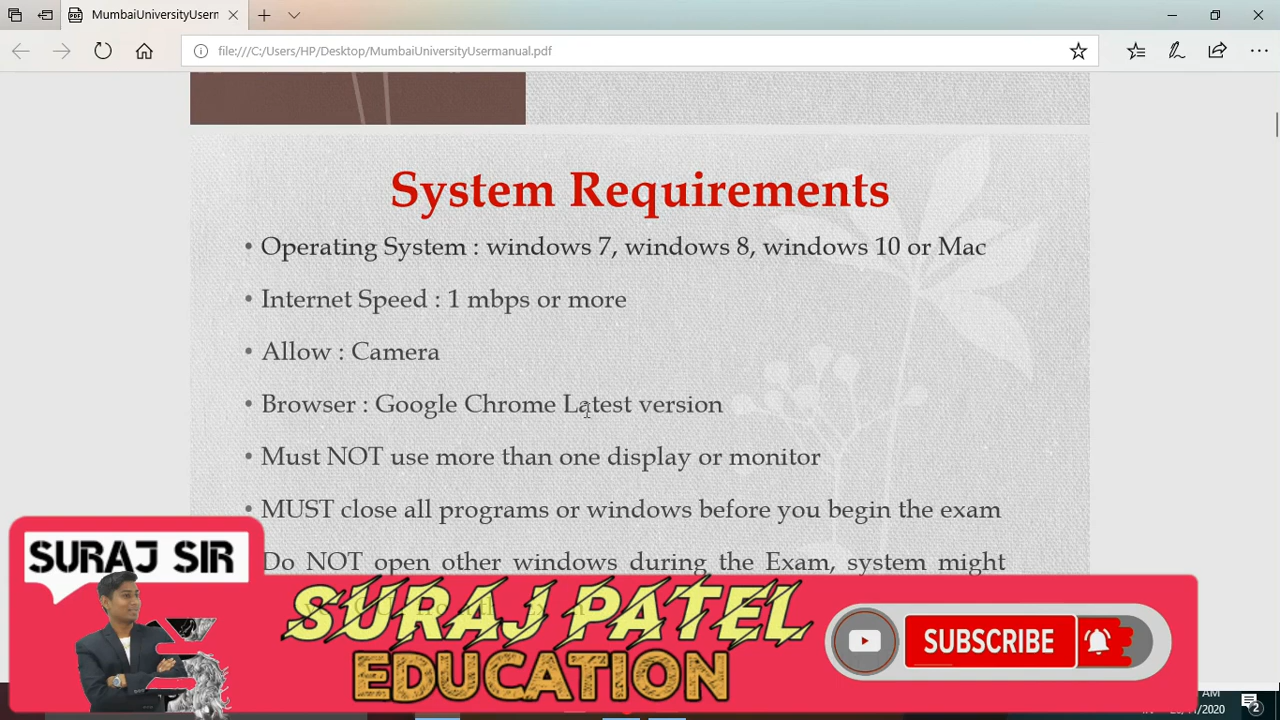 MumbaiUniversityUsern
file:///C:/Users/HP/Desktop/MumbaiUniversityUsermanual.pdf
System Requirements
• Operating System : windows 7, windows 8, windows 10 or Mac
• Internet Speed : 1 mbps or more
• Allow : Camera
• Browser : Google Chrome Latest version
• Must NOT use more than one display or monitor
• MUST close all programs or windows before you begin the exam
Do NOT open other windows during the Exam, system might
SURAJ SIR
SURAJ PATEL
EDUCATION
SUBSCRIBE
AM
2